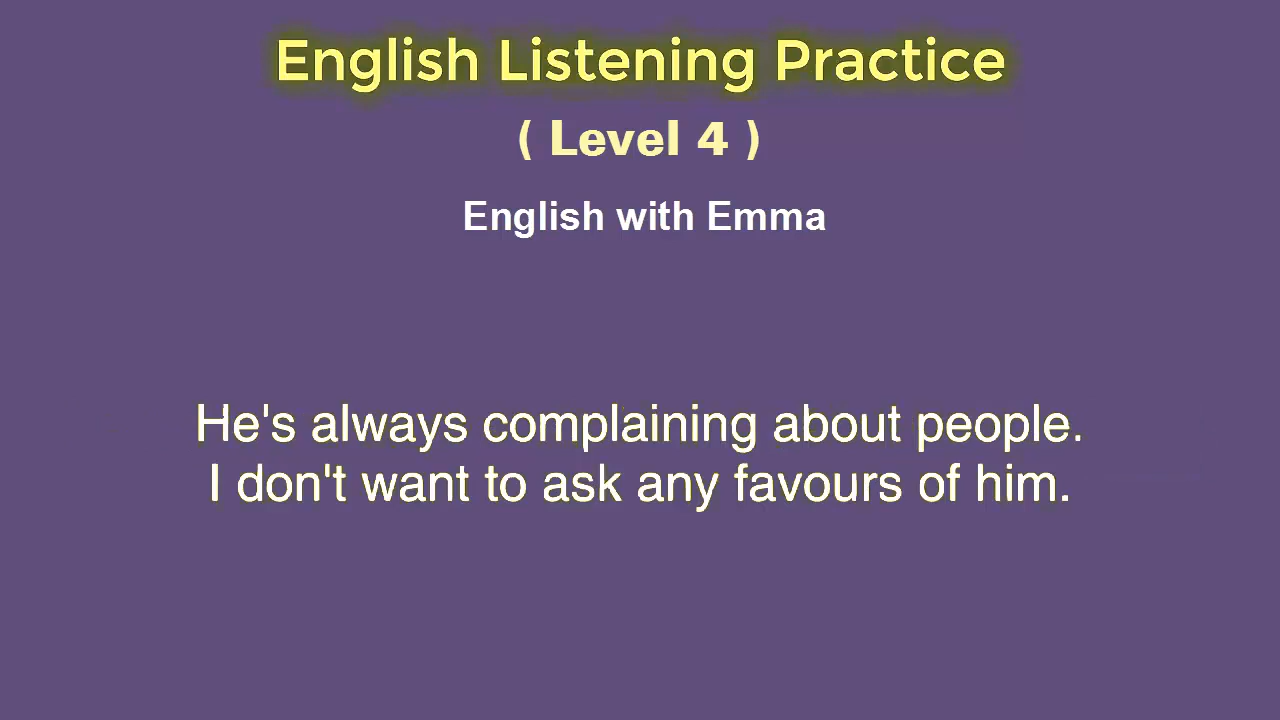 English Listening Practice
( Level 4 )
English with Emma
He's always complaining about people.
I don't want to ask any favours of him.